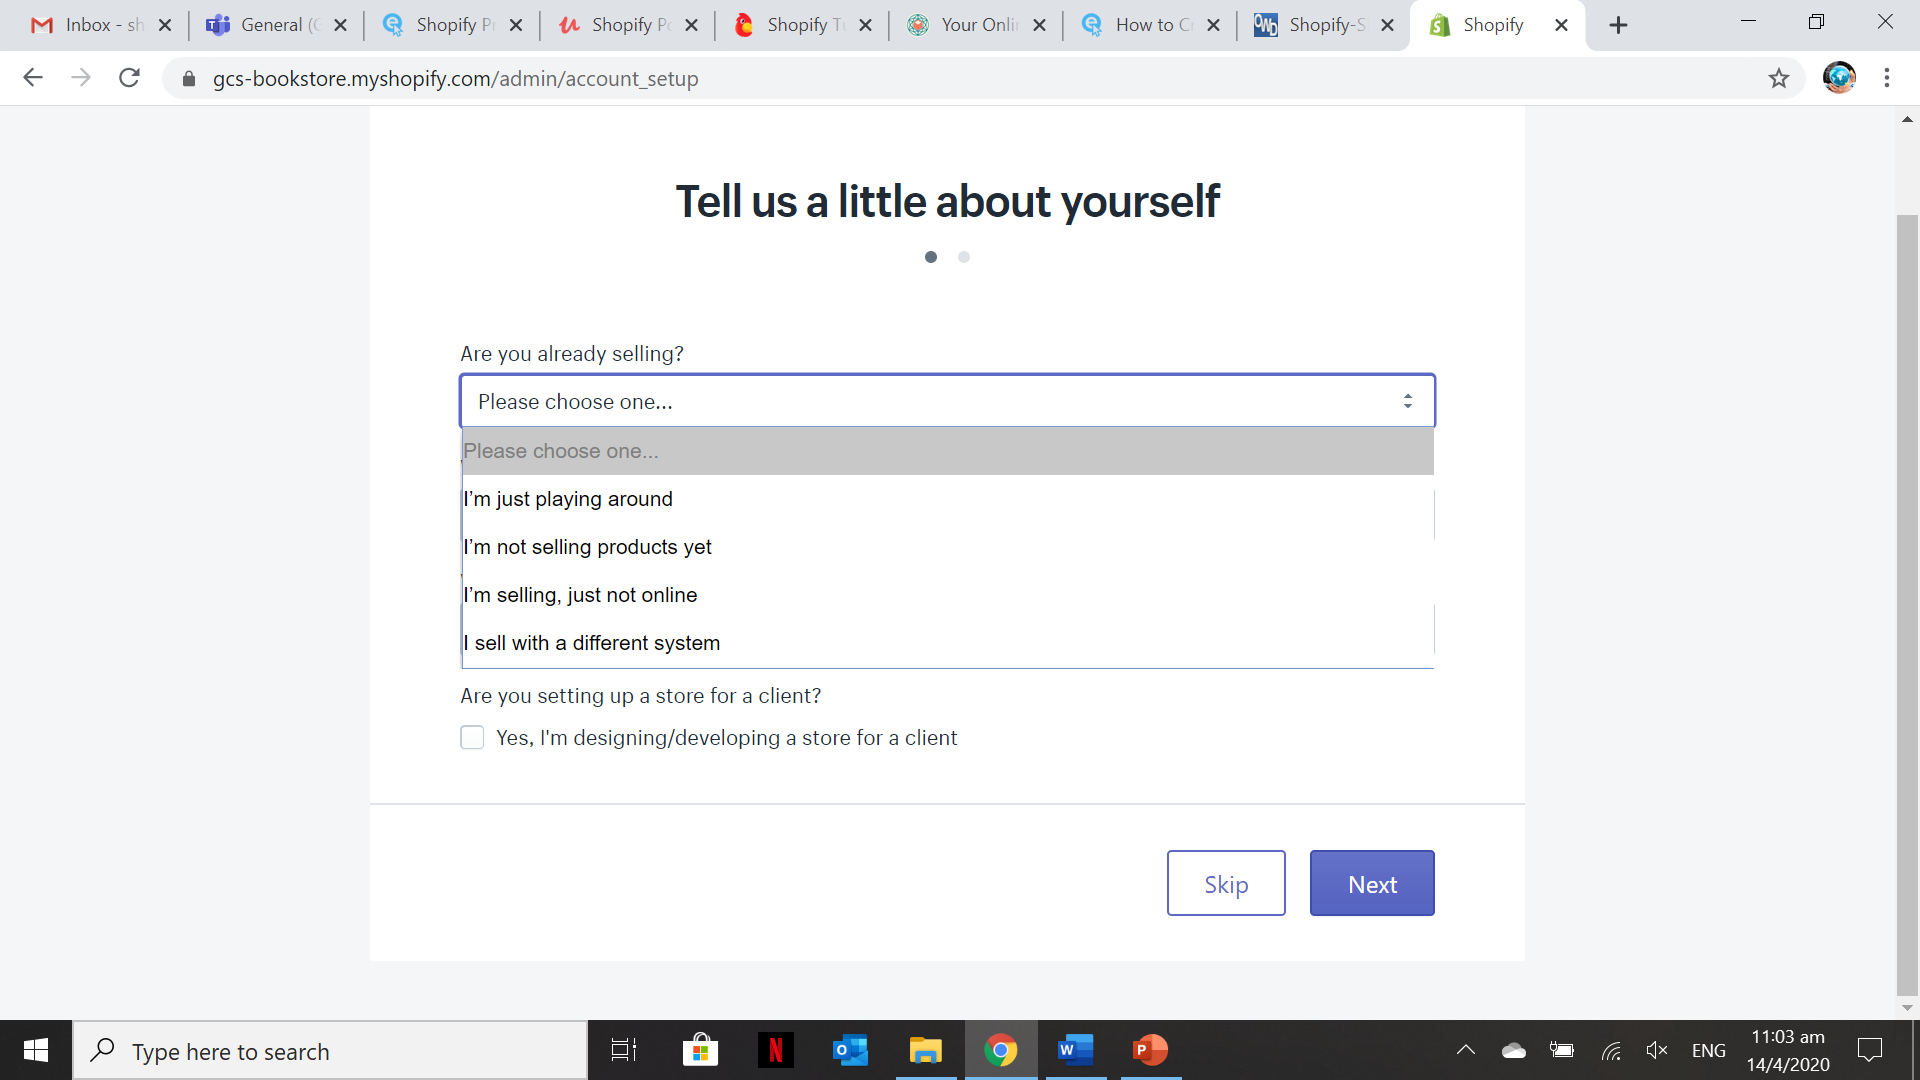 Inbox - sh
General (
Shopify P
Shopify Po
Shopify Tu
Your Onli
How to C
Shopify-S
Shopify
gcs-bookstore.myshopify.com/admin/account_setup
Tell us a little about yourself
Are you already selling?
Please choose one...
Please choose one...
I’m just playing around
I’m not selling products yet
I’m selling, just not online
I sell with a different system
Are you setting up a store for a client?
Yes, I'm designing/developing a store for a client
Skip
Next
Type here to search
ENG
11:03 am
14/4/2020